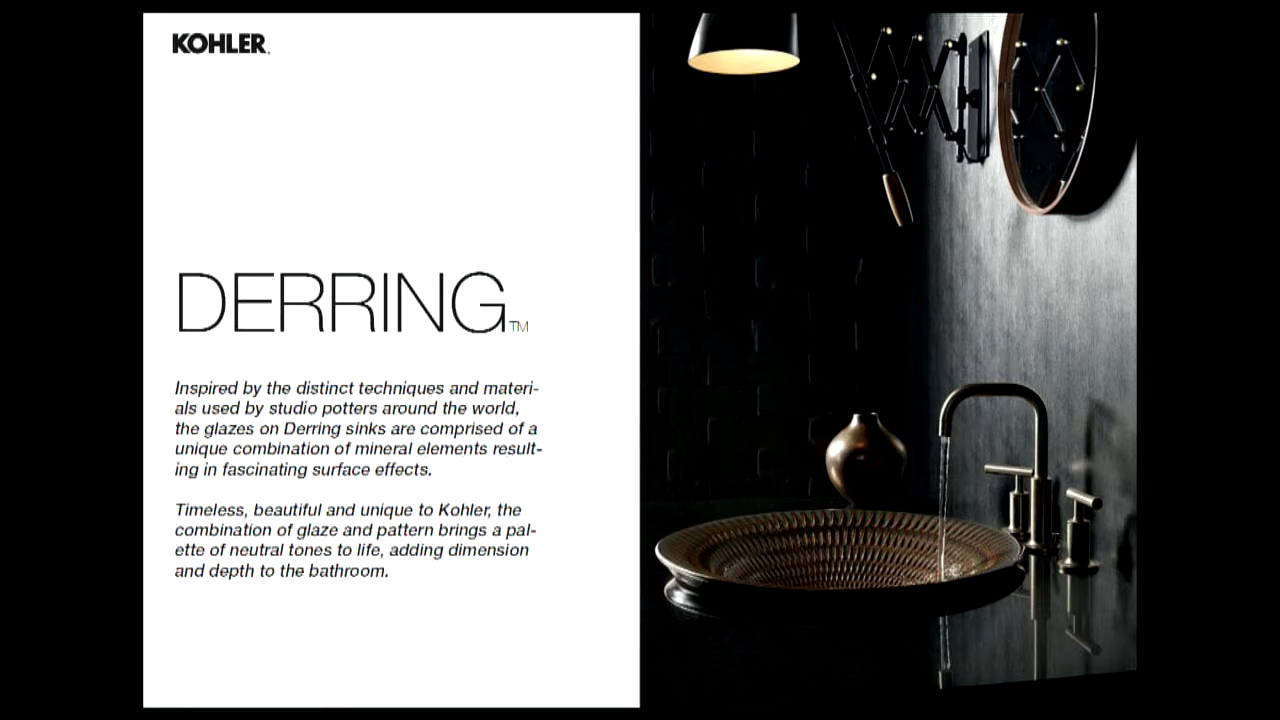 KOHLER.
DERRING™
Inspired by the distinct techniques and materi-
als used by studio potters around the world,
the glazes on Derring sinks are comprised of a
unique combination of mineral elements result-
ing in fascinating surface effects.
Timeless, beautiful and unique to Kohler, the
combination of glaze and pattern brings a pal-
ette of neutral tones to life, adding dimension
and depth to the bathroom.